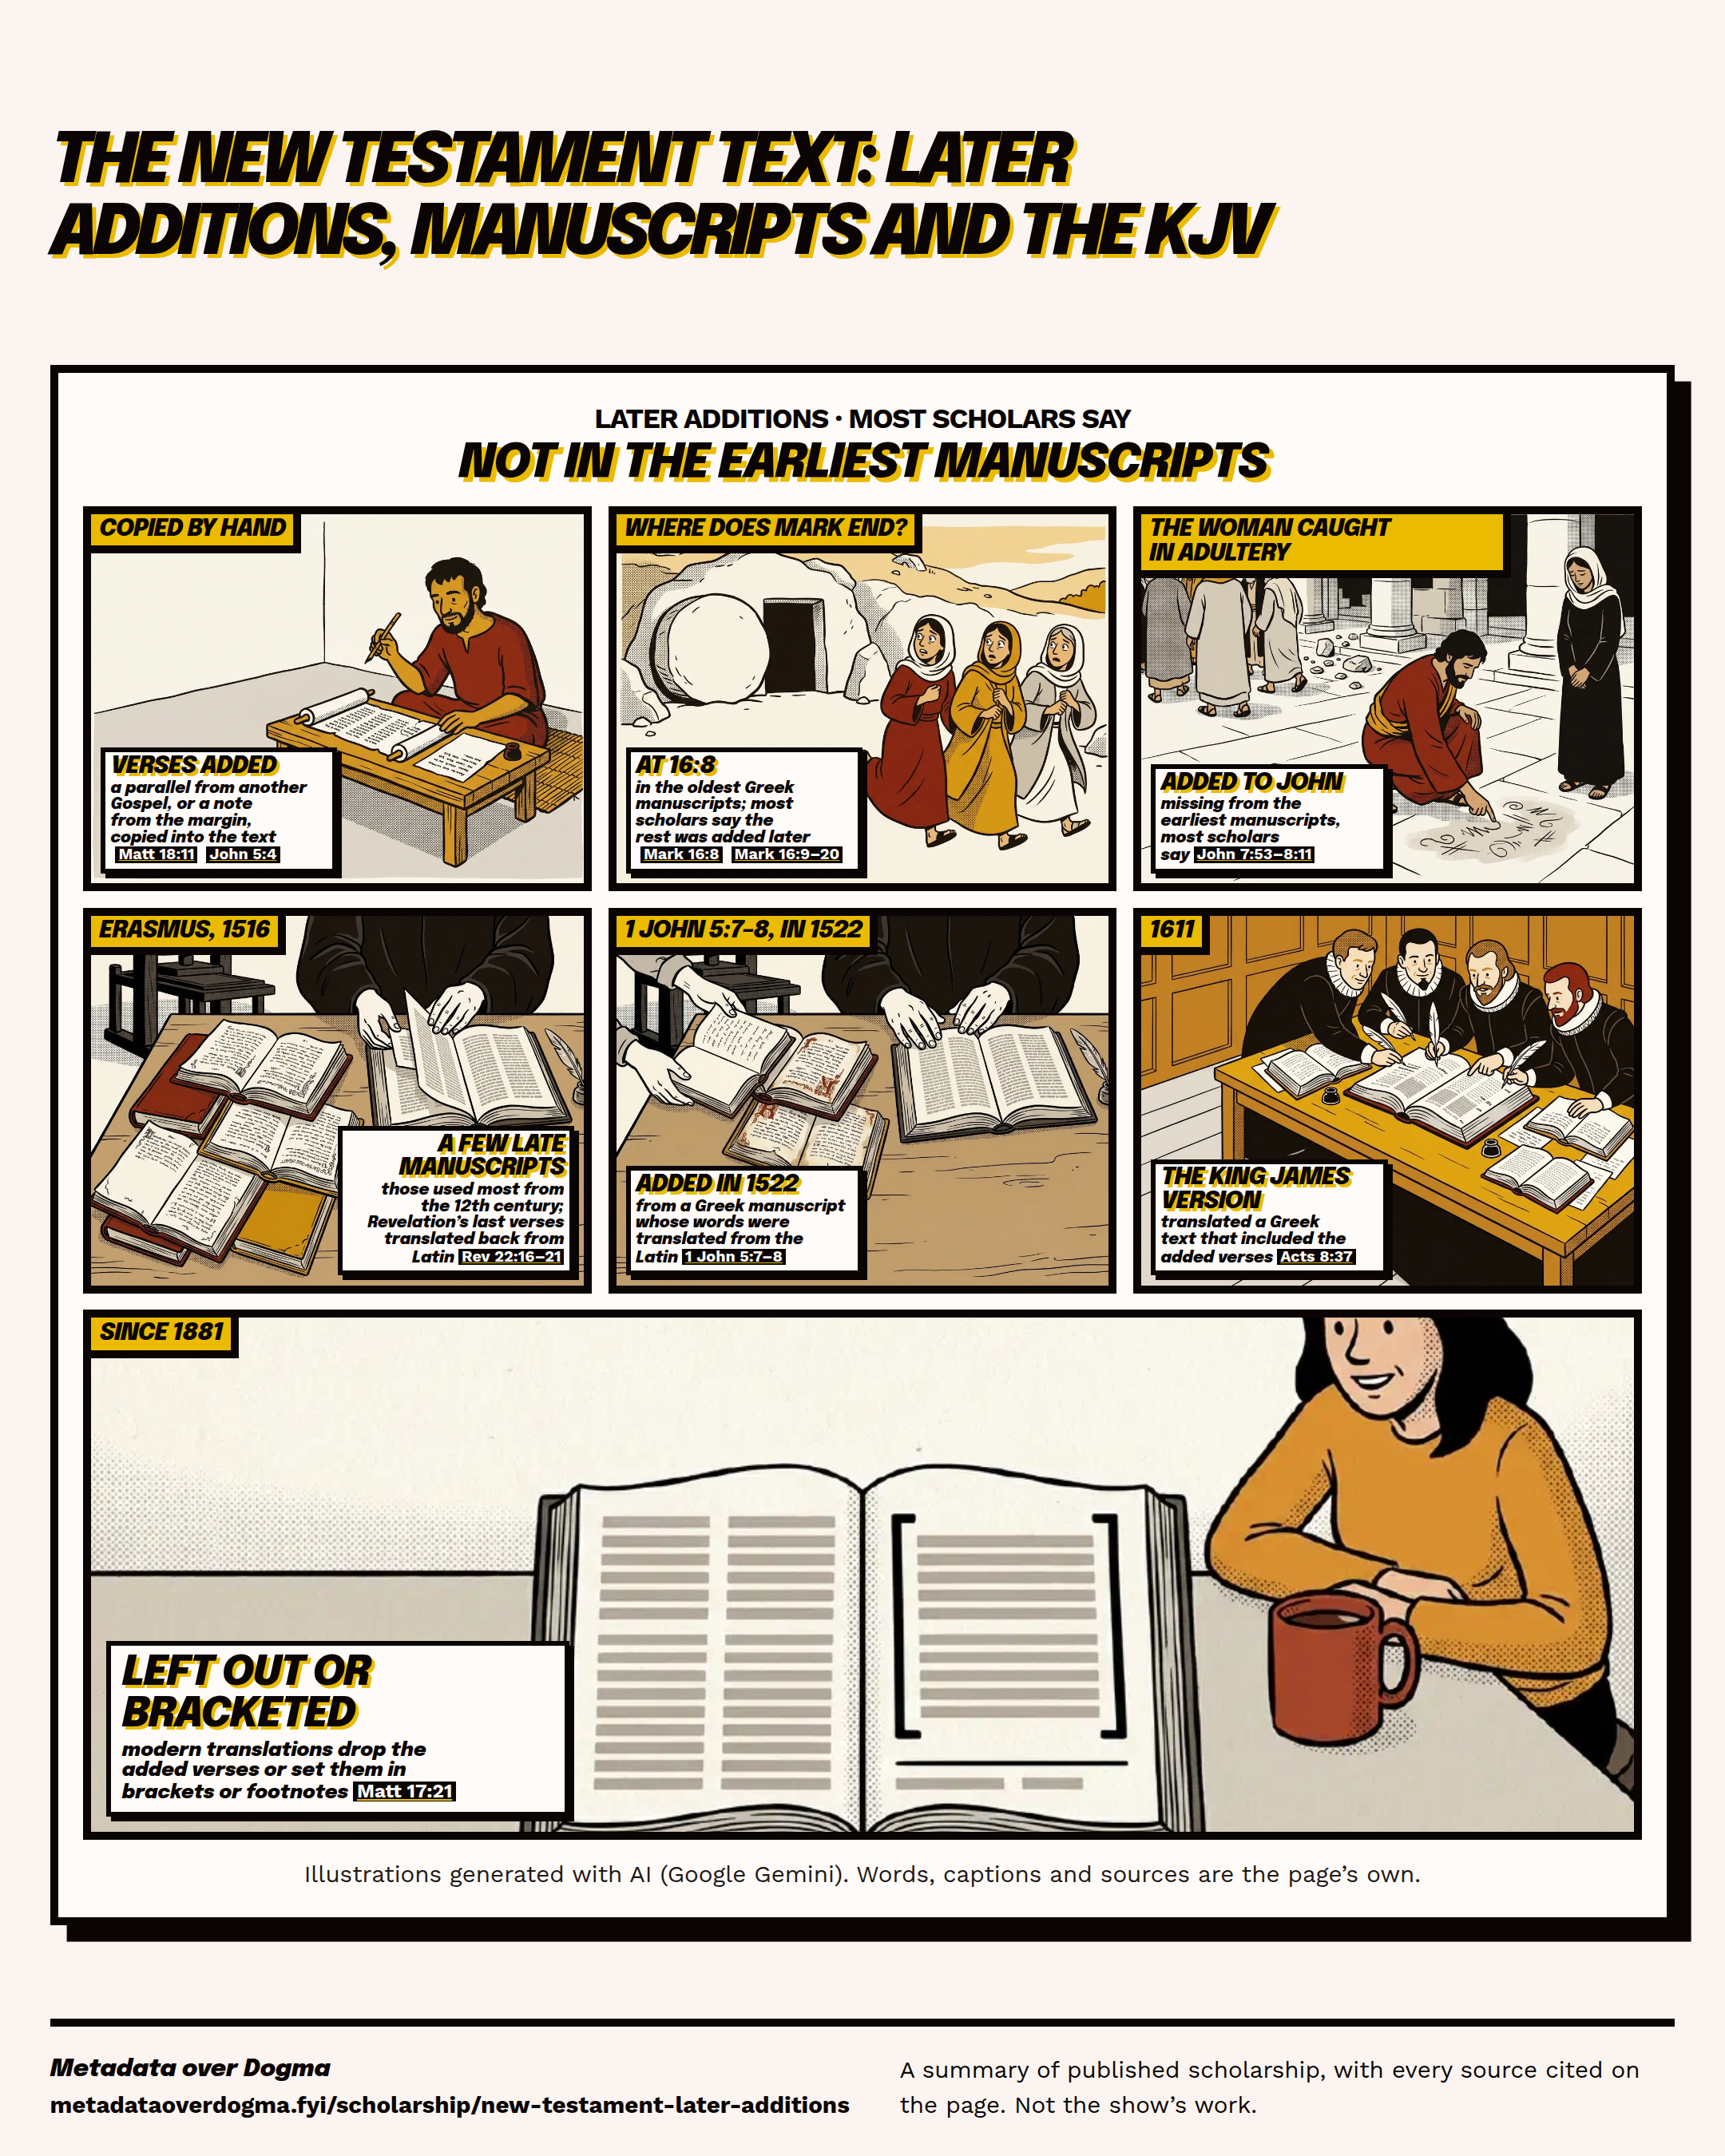 THE NEW TESTAMENT TEXT: LATER
ADDITIONS, MANUSCRIPTS AND THE KJV
LATER ADDITIONS · MOST SCHOLARS SAY
NOT IN THE EARLIEST MANUSCRIPTS
COPIED BY HAND
VERSES ADDED
a parallel from another
Gospel, or a note
from the margin,
copied into the text
Matt 18:11 John 5:4
WHERE DOES MARK END?
AT 16:8
in the oldest Greek
manuscripts; most
scholars say the
rest was added later
Mark 16:8 Mark 16:9–20
THE WOMAN CAUGHT
IN ADULTERY
ADDED TO JOHN
missing from the
earliest manuscripts,
most scholars
say John 7:53–8:11
ERASMUS, 1516
A FEW LATE
MANUSCRIPTS
those used most from
the 12th century;
Revelation’s last verses
translated back from
Latin Rev 22:16–21
1 JOHN 5:7–8, IN 1522
ADDED IN 1522
from a Greek manuscript
whose words were
translated from the
Latin 1 John 5:7–8
1611
THE KING JAMES
VERSION
translated a Greek
text that included the
added verses Acts 8:37
SINCE 1881
LEFT OUT OR
BRACKETED
modern translations drop the
added verses or set them in
brackets or footnotes Matt 17:21
Illustrations generated with AI (Google Gemini). Words, captions and sources are the page’s own.
Metadata over Dogma
metadataoverdogma.fyi/scholarship/new-testament-later-additions
A summary of published scholarship, with every source cited on
the page. Not the show’s work.